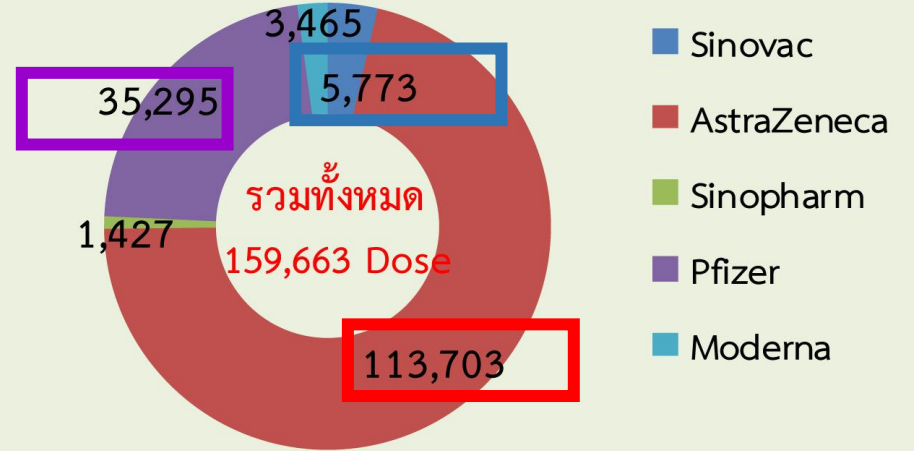 3,465
5,773
35,295
1,427
รวมทั้งหมด
159,663 Dose
113,703
Sinovac
AstraZeneca
Sinopharm
Pfizer
Moderna